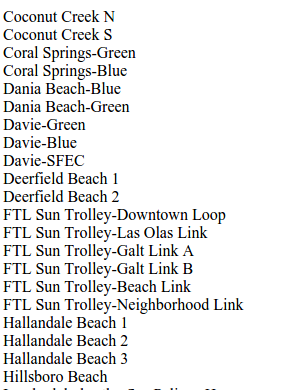 Coconut Creek N
Coconut Creek S
Coral Springs-Green
Coral Springs-Blue
Dania Beach-Blue
Dania Beach-Green
Davie-Green
Davie-Blue
Davie-SFEC
Deerfield Beach 1
Deerfield Beach 2
FTL Sun Trolley-Downtown Loop
FTL Sun Trolley-Las Olas Link
FTL Sun Trolley-Galt Link A
FTL Sun Trolley-Galt Link B
FTL Sun Trolley-Beach Link
FTL Sun Trolley-Neighborhood Link
Hallandale Beach 1
Hallandale Beach 2
Hallandale Beach 3
Hillsboro Beach